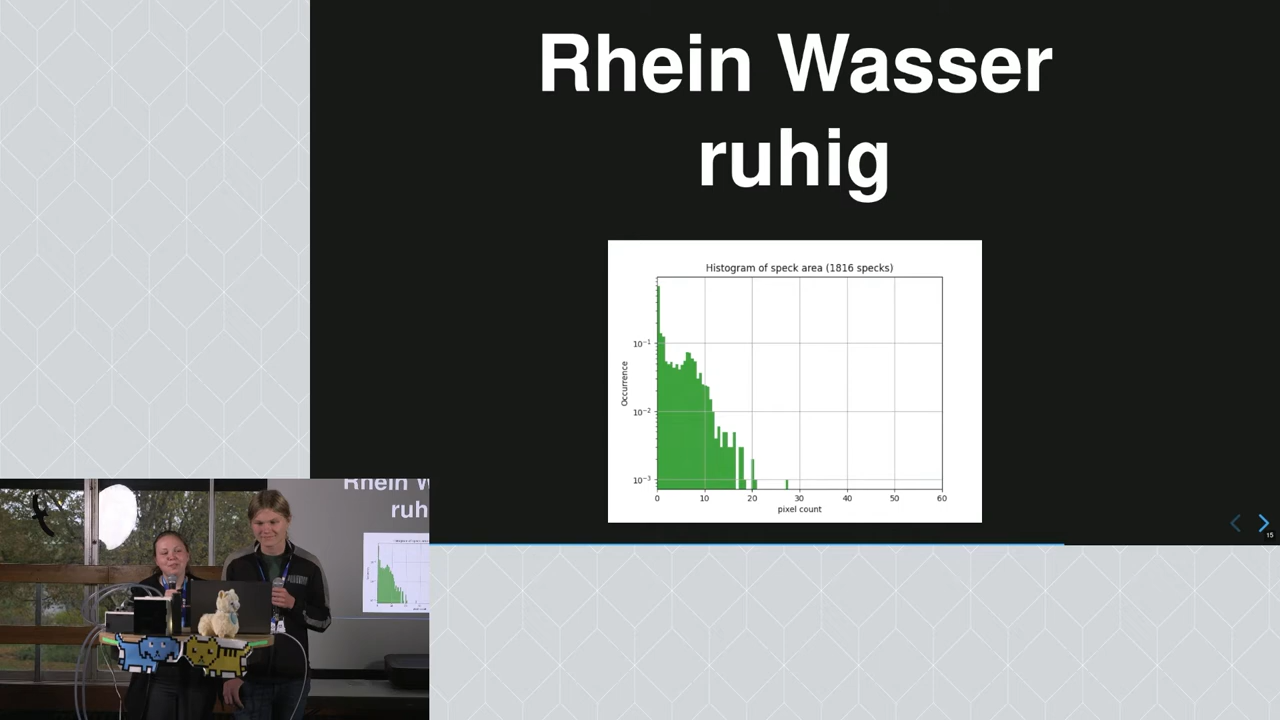 Rhein Wasser
ruhig
Histogram of speck area (1816 specks)
Occurrence
10⁻¹
10⁻²
10⁻³
0 10 20 30 40 50 60
pixel count
15
Rhein W
ruh